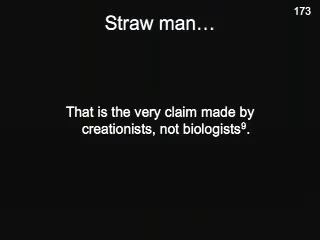 173
Straw man…
That is the very claim made by
creationists, not biologists⁹.